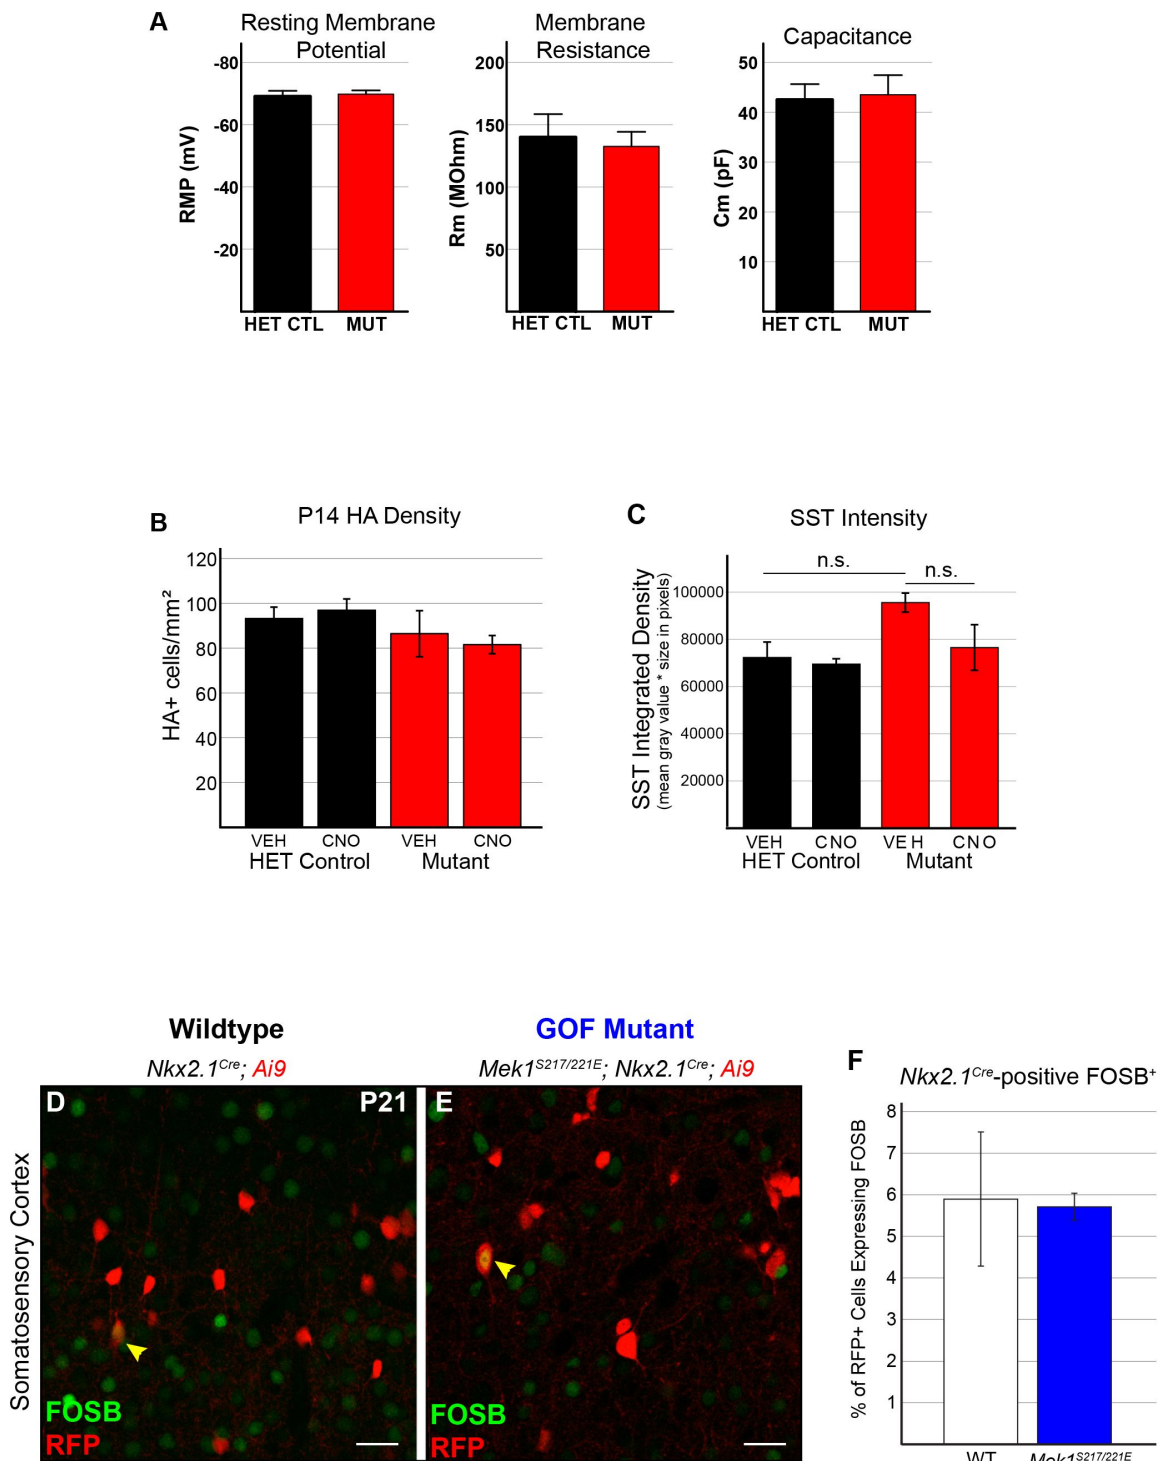 A
Resting Membrane
Potential
RMP (mV)
-80
-60
-40
-20
HET CTL
MUT
Membrane
Resistance
Rm (MOhm)
200
150
100
50
HET CTL
MUT
Capacitance
Cm (pF)
50
40
30
20
10
HET CTL
MUT
B
P14 HA Density
HA+ cells/mm²
120
100
80
60
40
20
VEH
CNO
VEH
CNO
HET Control
Mutant
C
SST Intensity
SST Integrated Density
(mean gray value * size in pixels)
n.s.
n.s.
100000
80000
60000
40000
20000
VEH
CNO
VEH
CNO
HET Control
Mutant
Wildtype
Nkx2.1Cre; Ai9
GOF Mutant
Mek1S217/221E; Nkx2.1Cre; Ai9
Somatosensory Cortex
D
P21
FOSB
RFP
E
FOSB
RFP
F
Nkx2.1Cre-positive FOSB+
% of RFP+ Cells Expressing FOSB
8
7
6
5
4
3
2
1
WT
Mek1S217/221E